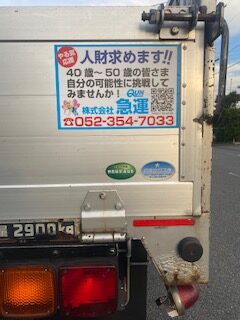 やる気
応援
人財求めます!!
40歳〜50歳の皆さま
自分の可能性に挑戦して
みませんか!
QUN
株式会社 急運
☎052-354-7033
2900kg